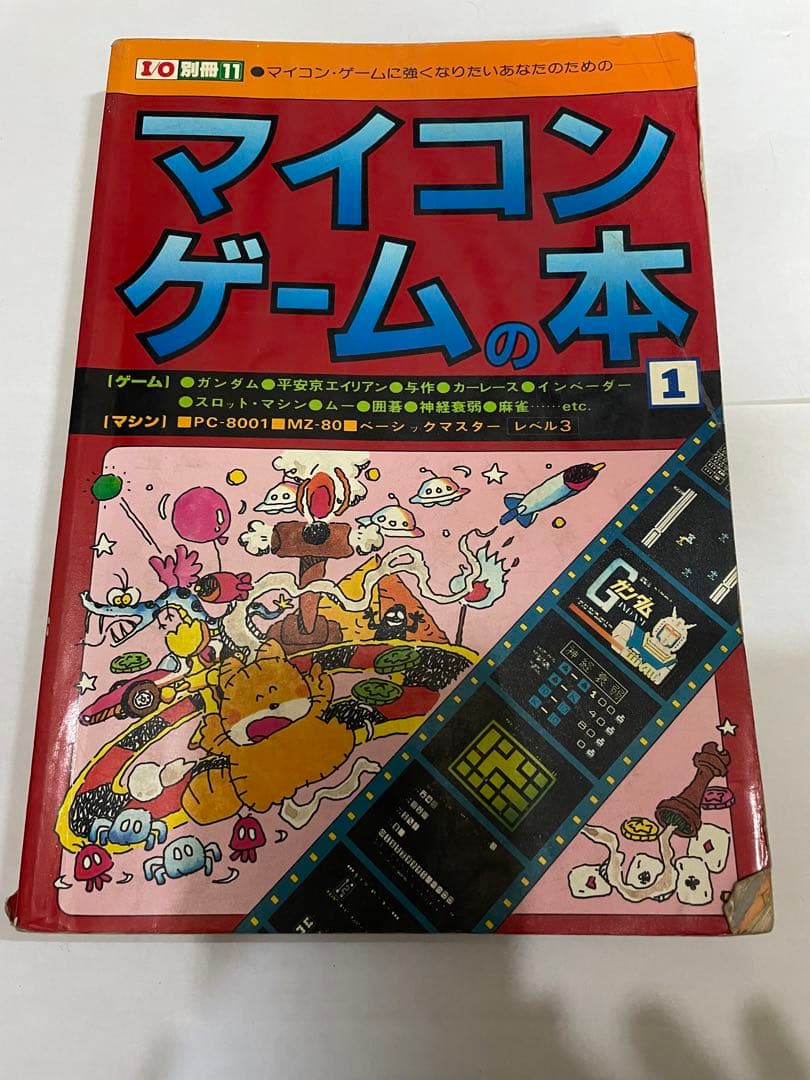 I/O 別冊 11 ●マイコン・ゲームに強くなりたいあなたのための
マイコン
ゲームの本
1
[ゲーム] ●ガンダム●平安京エイリアン●与作●カーレース●インベーダー
●スロット・マシン●ムー●囲碁●神経衰弱●麻雀……etc.
[マシン] ■PC-8001■MZ-80■ベーシックマスター レベル3
ガンダム
神経衰弱
100
40
80
0